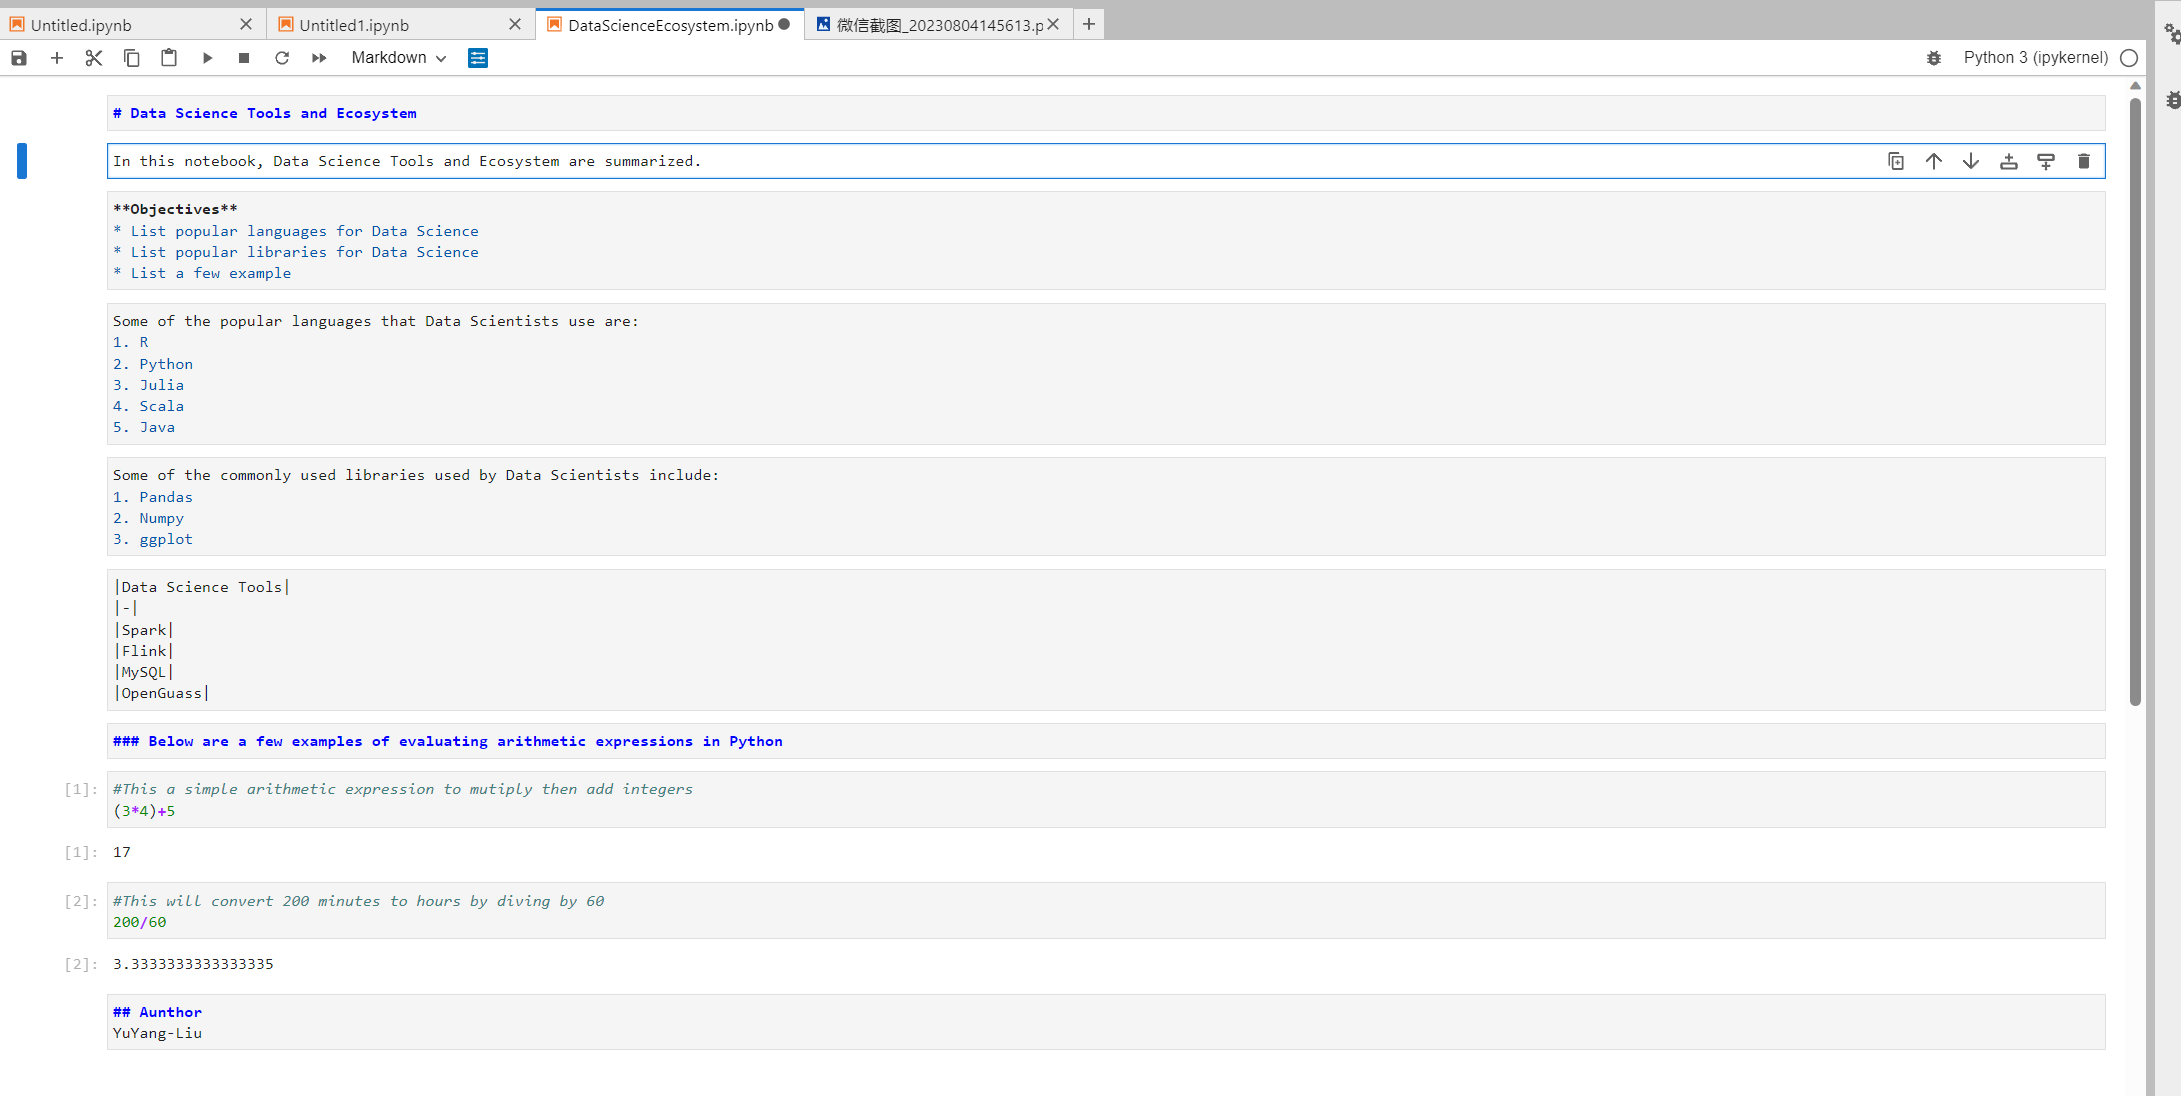 Untitled.ipynb
Untitled1.ipynb
DataScienceEcosystem.ipynb
微信截图_20230804145613.p
Markdown
Python 3 (ipykernel)
# Data Science Tools and Ecosystem
In this notebook, Data Science Tools and Ecosystem are summarized.
**Objectives**
* List popular languages for Data Science
* List popular libraries for Data Science
* List a few example
Some of the popular languages that Data Scientists use are:
1. R
2. Python
3. Julia
4. Scala
5. Java
Some of the commonly used libraries used by Data Scientists include:
1. Pandas
2. Numpy
3. ggplot
|Data Science Tools|
|-|
|Spark|
|Flink|
|MySQL|
|OpenGuass|
### Below are a few examples of evaluating arithmetic expressions in Python
[1]: #This a simple arithmetic expression to mutiply then add integers
(3*4)+5
[1]: 17
[2]: #This will convert 200 minutes to hours by diving by 60
200/60
[2]: 3.3333333333333335
## Aunthor
YuYang-Liu